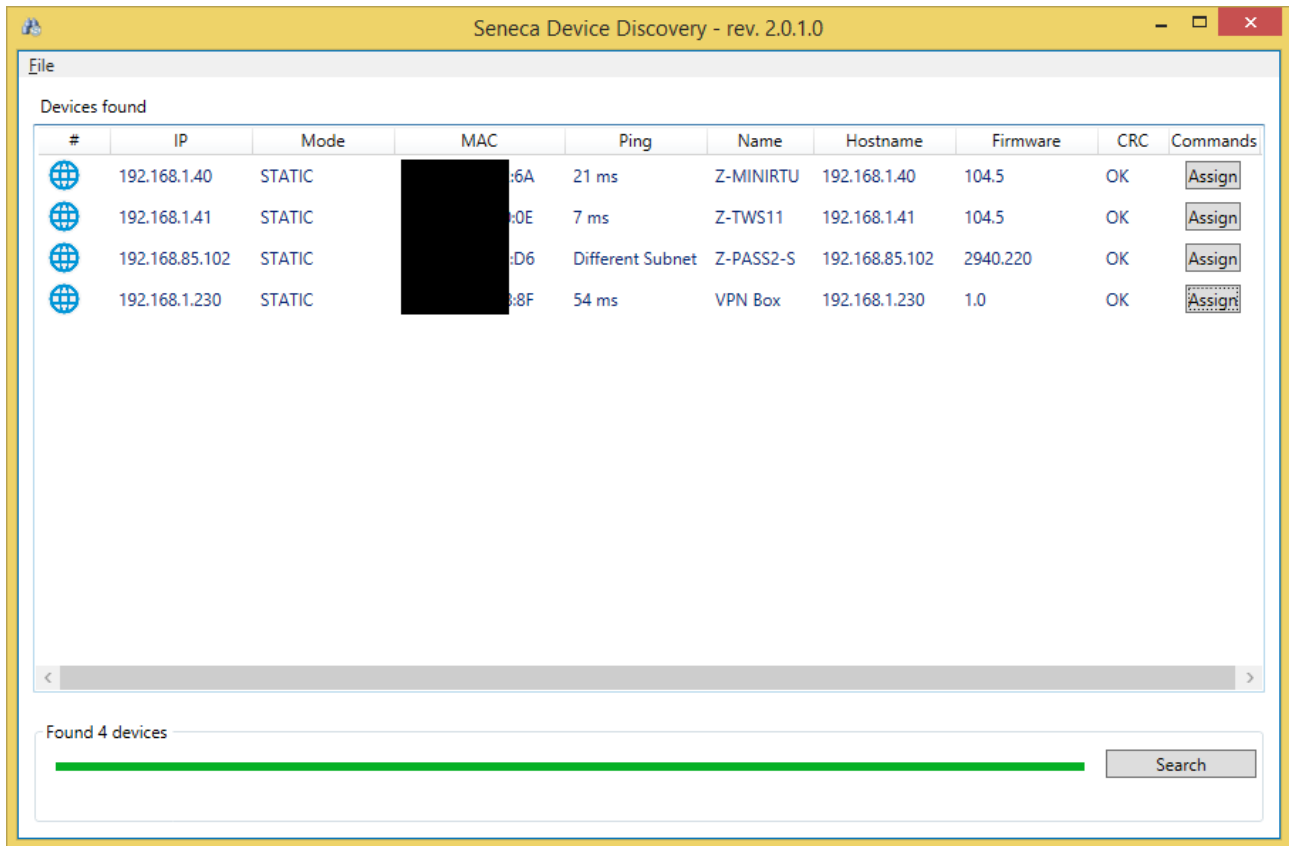 Seneca Device Discovery - rev. 2.0.1.0
File
Devices found
# IP Mode MAC Ping Name Hostname Firmware CRC Commands
192.168.1.40 STATIC :6A 21 ms Z-MINIRTU 192.168.1.40 104.5 OK Assign
192.168.1.41 STATIC :0E 7 ms Z-TWS11 192.168.1.41 104.5 OK Assign
192.168.85.102 STATIC :D6 Different Subnet Z-PASS2-S 192.168.85.102 2940.220 OK Assign
192.168.1.230 STATIC :8F 54 ms VPN Box 192.168.1.230 1.0 OK Assign
Found 4 devices
Search